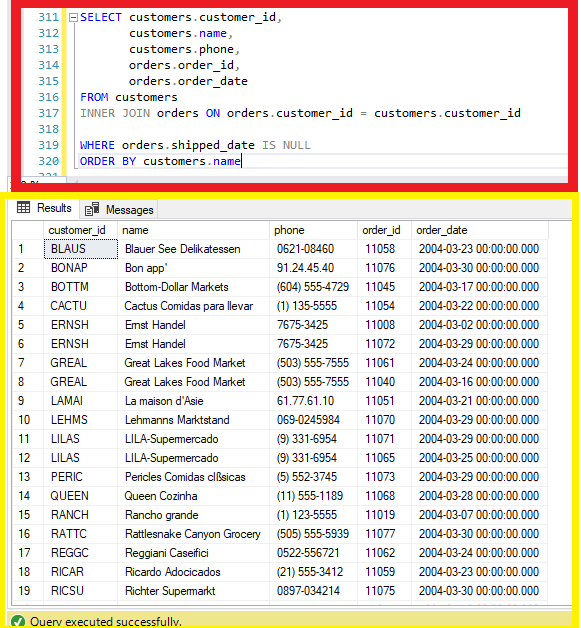 311 SELECT customers.customer_id,
312 customers.name,
313 customers.phone,
314 orders.order_id,
315 orders.order_date
316 FROM customers
317 INNER JOIN orders ON orders.customer_id = customers.customer_id
318
319 WHERE orders.shipped_date IS NULL
320 ORDER BY customers.name
Results Messages
customer_id name phone order_id order_date
1 BLAUS Blauer See Delikatessen 0621-08460 11058 2004-03-23 00:00:00.000
2 BONAP Bon app' 91.24.45.40 11076 2004-03-30 00:00:00.000
3 BOTTM Bottom-Dollar Markets (604) 555-4729 11045 2004-03-17 00:00:00.000
4 CACTU Cactus Comidas para llevar (1) 135-5555 11054 2004-03-22 00:00:00.000
5 ERNSH Ernst Handel 7675-3425 11008 2004-03-02 00:00:00.000
6 ERNSH Ernst Handel 7675-3425 11072 2004-03-29 00:00:00.000
7 GREAL Great Lakes Food Market (503) 555-7555 11061 2004-03-24 00:00:00.000
8 GREAL Great Lakes Food Market (503) 555-7555 11040 2004-03-16 00:00:00.000
9 LAMAI La maison d'Asie 61.77.61.10 11051 2004-03-21 00:00:00.000
10 LEHMS Lehmanns Marktstand 069-0245984 11070 2004-03-29 00:00:00.000
11 LILAS LILA-Supermercado (9) 331-6954 11071 2004-03-29 00:00:00.000
12 LILAS LILA-Supermercado (9) 331-6954 11065 2004-03-25 00:00:00.000
13 PERIC Pericles Comidas clßsicas (5) 552-3745 11073 2004-03-29 00:00:00.000
14 QUEEN Queen Cozinha (11) 555-1189 11068 2004-03-28 00:00:00.000
15 RANCH Rancho grande (1) 123-5555 11019 2004-03-07 00:00:00.000
16 RATTC Rattlesnake Canyon Grocery (505) 555-5939 11077 2004-03-30 00:00:00.000
17 REGGC Reggiani Caseifici 0522-556721 11062 2004-03-24 00:00:00.000
18 RICAR Ricardo Adocicados (21) 555-3412 11059 2004-03-23 00:00:00.000
19 RICSU Richter Supermarkt 0897-034214 11075 2004-03-30 00:00:00.000
Query executed successfully.